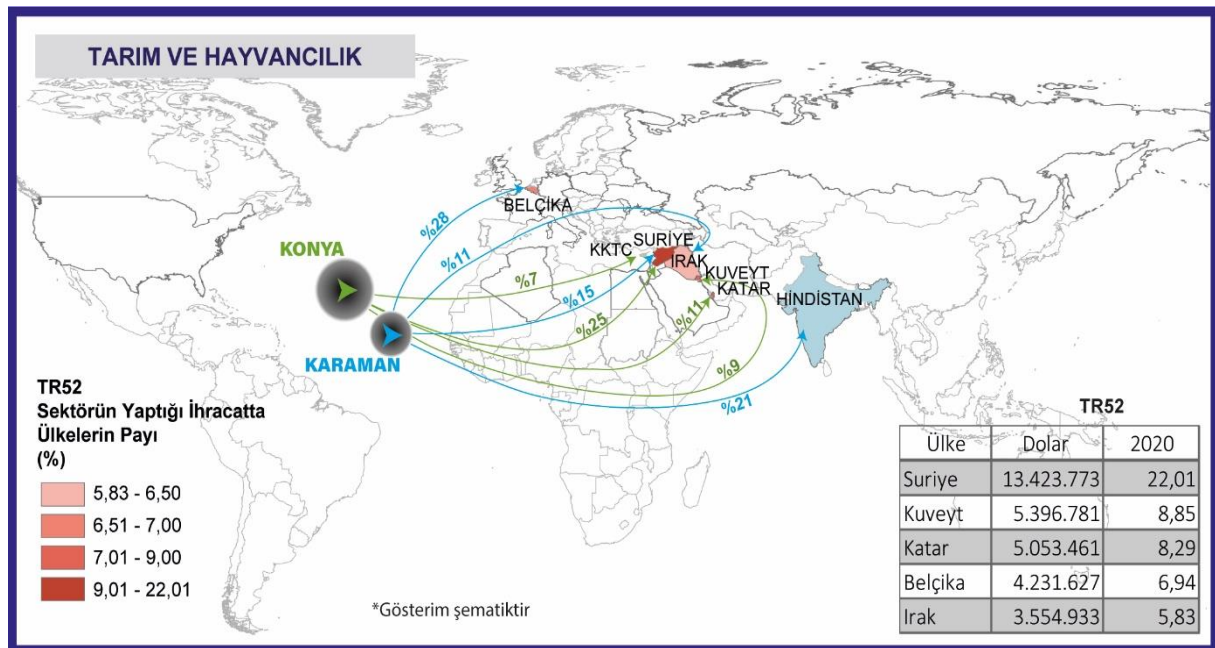 TARIM VE HAYVANCILIK
BELÇİKA
%28
KONYA
%11
SURİYE
KKTC
IRAK
%7
KUVEYT
KATAR
HİNDİSTAN
%15
%11
%25
KARAMAN
%9
%21
TR52
Sektörün Yaptığı İhracatta
Ülkelerin Payı
(%)
5,83 - 6,50
6,51 - 7,00
7,01 - 9,00
9,01 - 22,01
*Gösterim şematiktir
TR52
Ülke Dolar 2020
Suriye 13.423.773 22,01
Kuveyt 5.396.781 8,85
Katar 5.053.461 8,29
Belçika 4.231.627 6,94
Irak 3.554.933 5,83